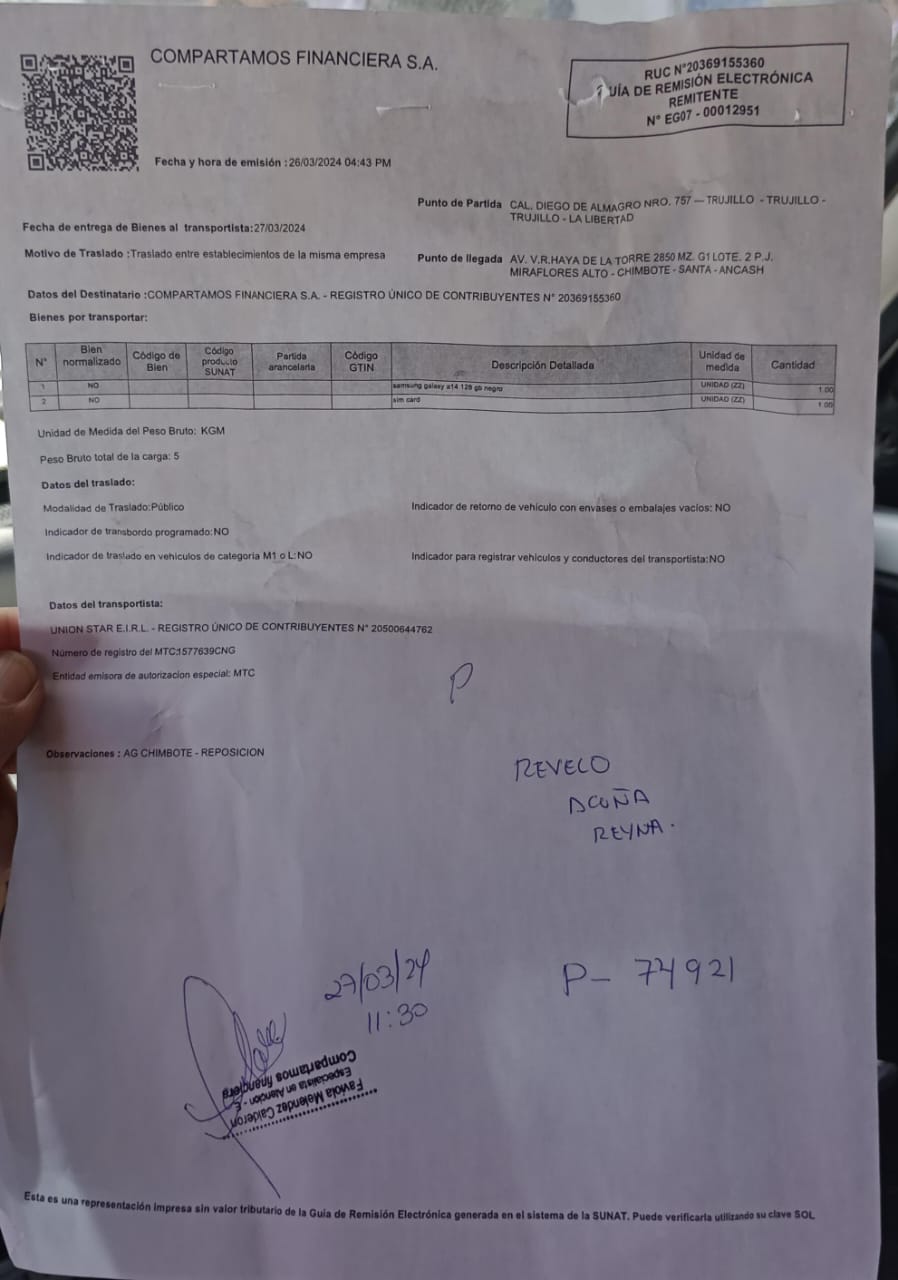 COMPARTAMOS FINANCIERA S.A.
RUC N°20369155360
GUÍA DE REMISIÓN ELECTRÓNICA
REMITENTE
N° EG07 - 00012951
Fecha y hora de emisión :26/03/2024 04:43 PM
Punto de Partida CAL. DIEGO DE ALMAGRO NRO. 757 — TRUJILLO - TRUJILLO -
TRUJILLO - LA LIBERTAD
Fecha de entrega de Bienes al transportista:27/03/2024
Motivo de Traslado :Traslado entre establecimientos de la misma empresa
Punto de llegada AV. V.R.HAYA DE LA TORRE 2850 MZ. G1 LOTE. 2 P.J.
MIRAFLORES ALTO - CHIMBOTE - SANTA - ANCASH
Datos del Destinatario :COMPARTAMOS FINANCIERA S.A. - REGISTRO ÚNICO DE CONTRIBUYENTES N° 20369155360
Bienes por transportar:
N° Bien normalizado Código de Bien Código producto SUNAT Partida arancelaria Código GTIN Descripción Detallada Unidad de medida Cantidad
1 NO samsung galaxy a14 128 gb negro UNIDAD (ZZ) 1.00
2 NO sim card UNIDAD (ZZ) 1.00
Unidad de Medida del Peso Bruto: KGM
Peso Bruto total de la carga: 5
Datos del traslado:
Modalidad de Traslado:Público
Indicador de retorno de vehículo con envases o embalajes vacíos: NO
Indicador de transbordo programado:NO
Indicador de traslado en vehículos de categoría M1 o L:NO
Indicador para registrar vehículos y conductores del transportista:NO
Datos del transportista:
UNION STAR E.I.R.L. - REGISTRO ÚNICO DE CONTRIBUYENTES N° 20500644762
Número de registro del MTC:1577639CNG
Entidad emisora de autorizacion especial: MTC
P
Observaciones : AG CHIMBOTE - REPOSICION
REVELO
ACUÑA
REYNA.
27/03/24
11:30
P- 74921
Faviola Melendez Calderon
Especialista en Atención - E
Compartamos financiera
Esta es una representación impresa sin valor tributario de la Guía de Remisión Electrónica generada en el sistema de la SUNAT. Puede verificarla utilizando su clave SOL